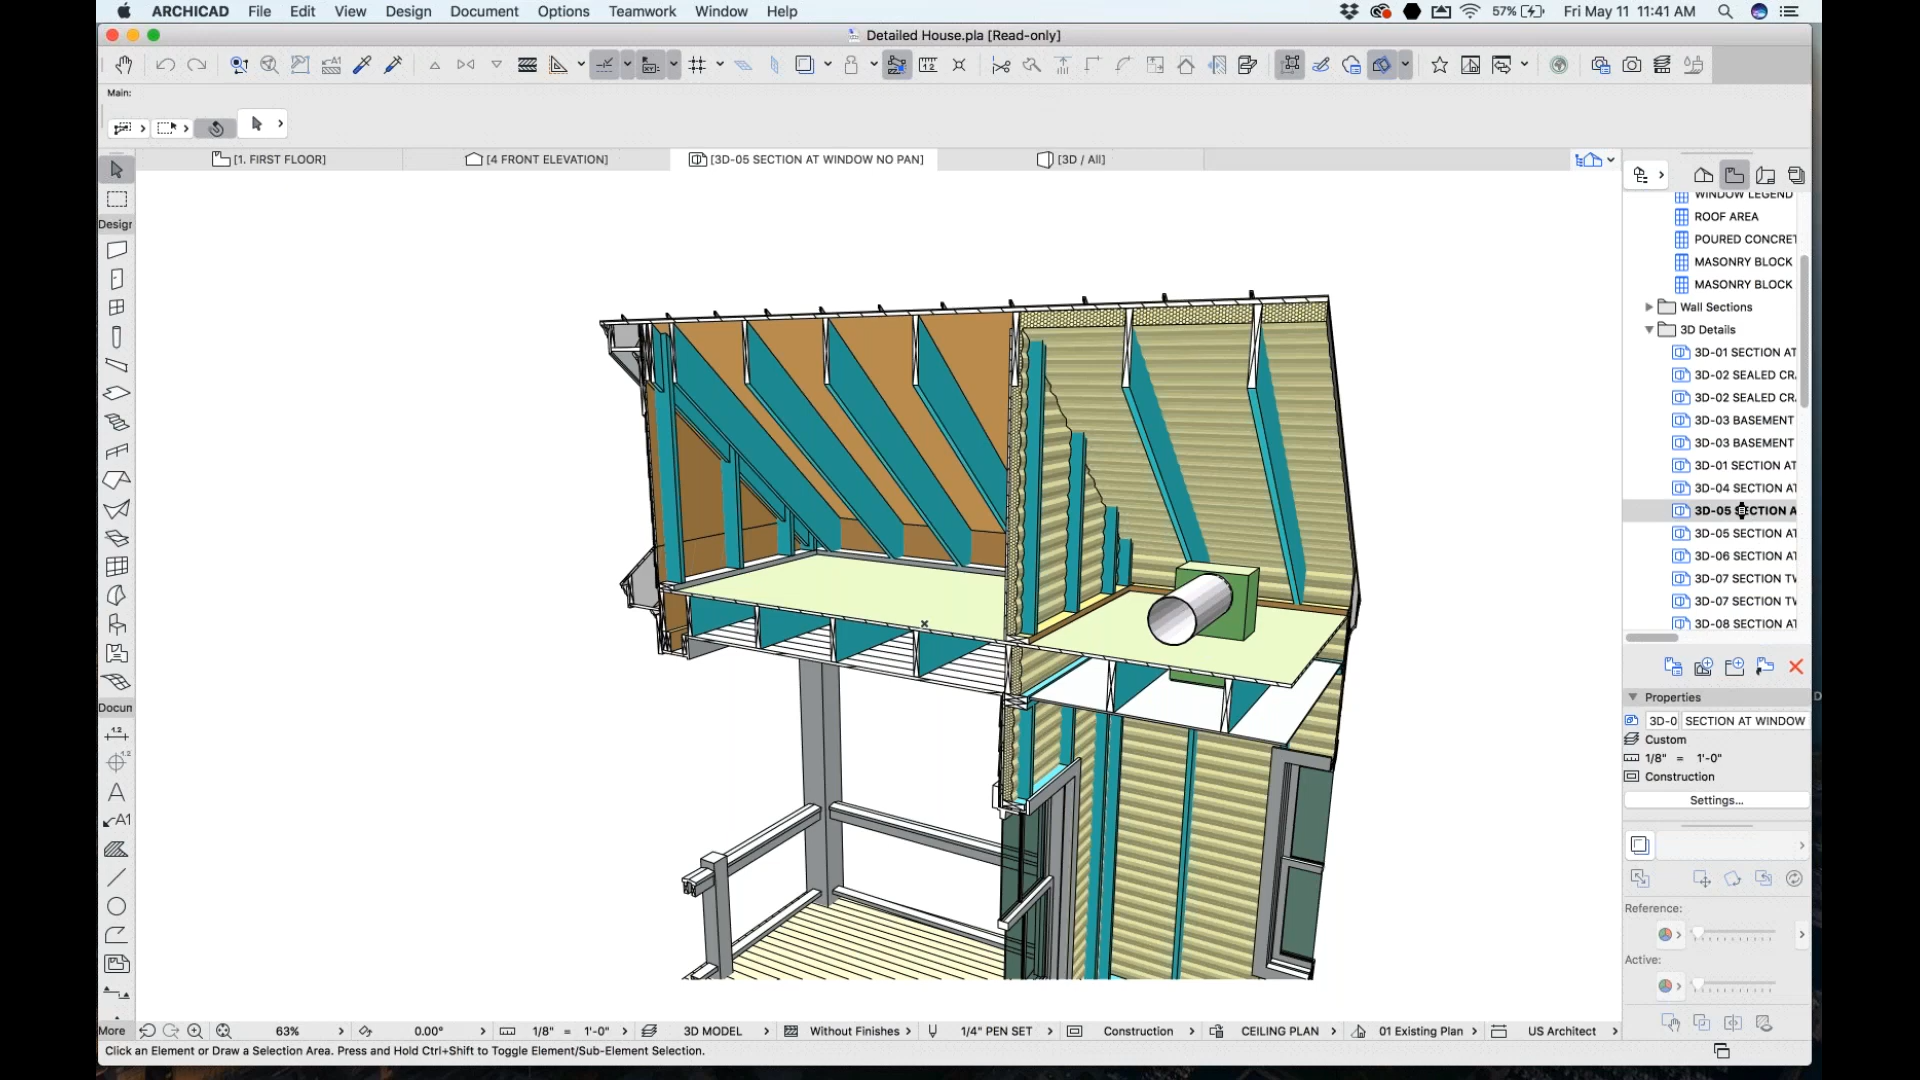 ARCHICAD File Edit View Design Document Options Teamwork Window Help
57% Fri May 11 11:41 AM
Detailed House.pla [Read-only]
Main:
[1. FIRST FLOOR]
[4 FRONT ELEVATION]
[3D-05 SECTION AT WINDOW NO PAN]
[3D / All]
Design
Docun
More
WINDOW LEGEND
ROOF AREA
POURED CONCRET
MASONRY BLOCK
MASONRY BLOCK
Wall Sections
3D Details
3D-01 SECTION AT
3D-02 SEALED CR
3D-02 SEALED CR
3D-03 BASEMENT
3D-03 BASEMENT
3D-01 SECTION AT
3D-04 SECTION AT
3D-05 SECTION A
3D-05 SECTION AT
3D-06 SECTION AT
3D-07 SECTION TV
3D-07 SECTION TV
3D-08 SECTION AT
Properties
3D-0 SECTION AT WINDOW
Custom
1/8" = 1'-0"
Construction
Settings...
Reference:
Active:
63% 0.00° 1/8" = 1'-0" 3D MODEL Without Finishes 1/4" PEN SET Construction CEILING PLAN 01 Existing Plan US Architect
Click an Element or Draw a Selection Area. Press and Hold Ctrl+Shift to Toggle Element/Sub-Element Selection.